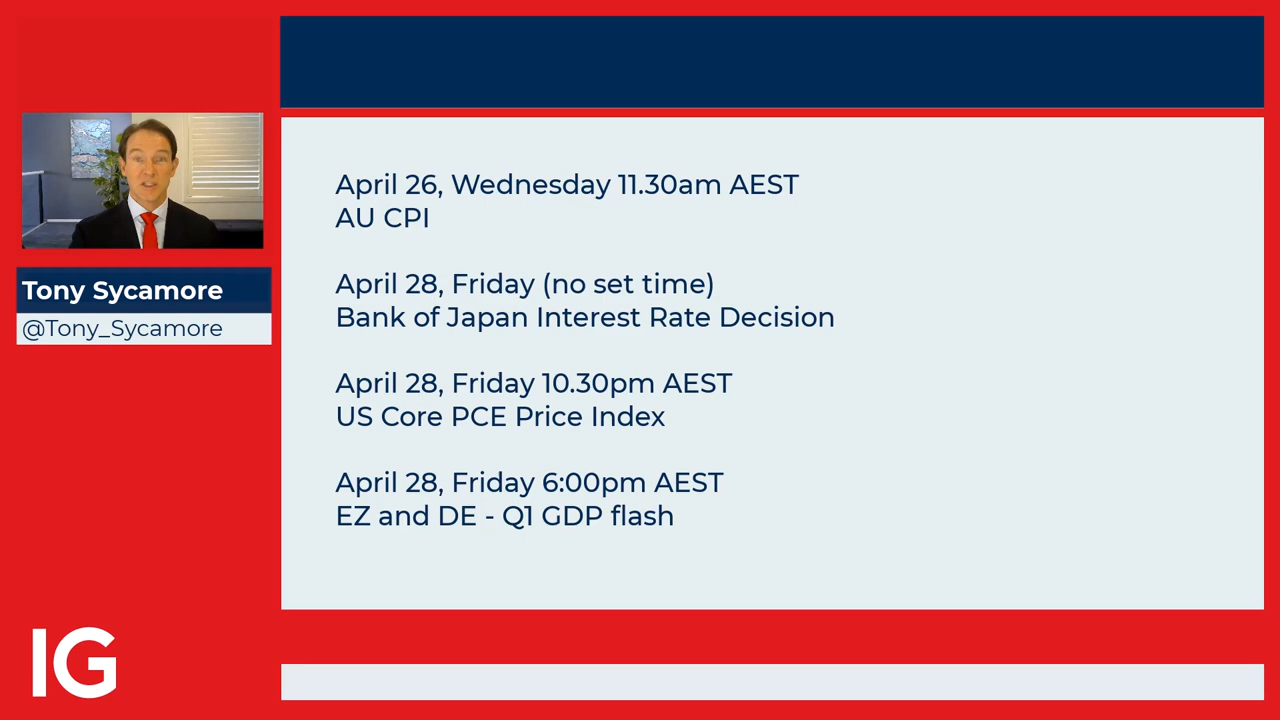 Tony Sycamore
@Tony_Sycamore
April 26, Wednesday 11.30am AEST
AU CPI
April 28, Friday (no set time)
Bank of Japan Interest Rate Decision
April 28, Friday 10.30pm AEST
US Core PCE Price Index
April 28, Friday 6:00pm AEST
EZ and DE - Q1 GDP flash
IG